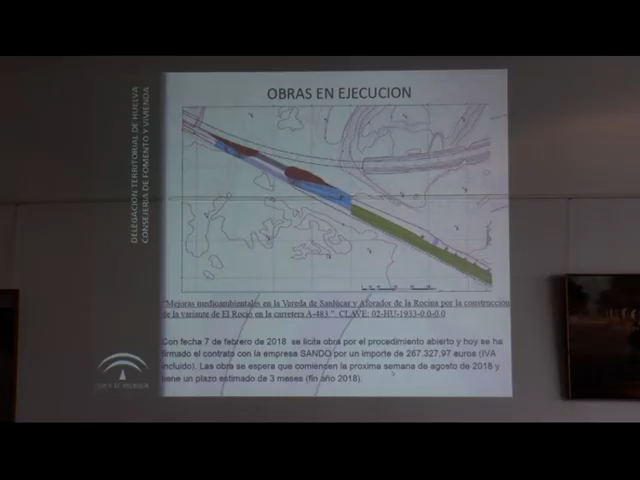 OBRAS EN EJECUCION
DELEGACIÓN TERRITORIAL DE HUELVA
CONSEJERIA DE FOMENTO Y VIVIENDA
"Mejoras medioambientales en la Vereda de Sanlúcar y Aforador de la Rocina por la construcción
de la variante de El Rocío en la carretera A-483.". CLAVE: 02-HU-1933-0.0-0.0
Con fecha 7 de febrero de 2018 se licita obra por el procedimiento abierto y hoy se ha
firmado el contrato con la empresa SANDO por un importe de 267.327,97 euros (IVA
incluido). Las obra se espera que comiencen la proxima semana de agosto de 2018 y
tiene un plazo estimado de 3 meses (fin año 2018).
JUNTA DE ANDALUCIA